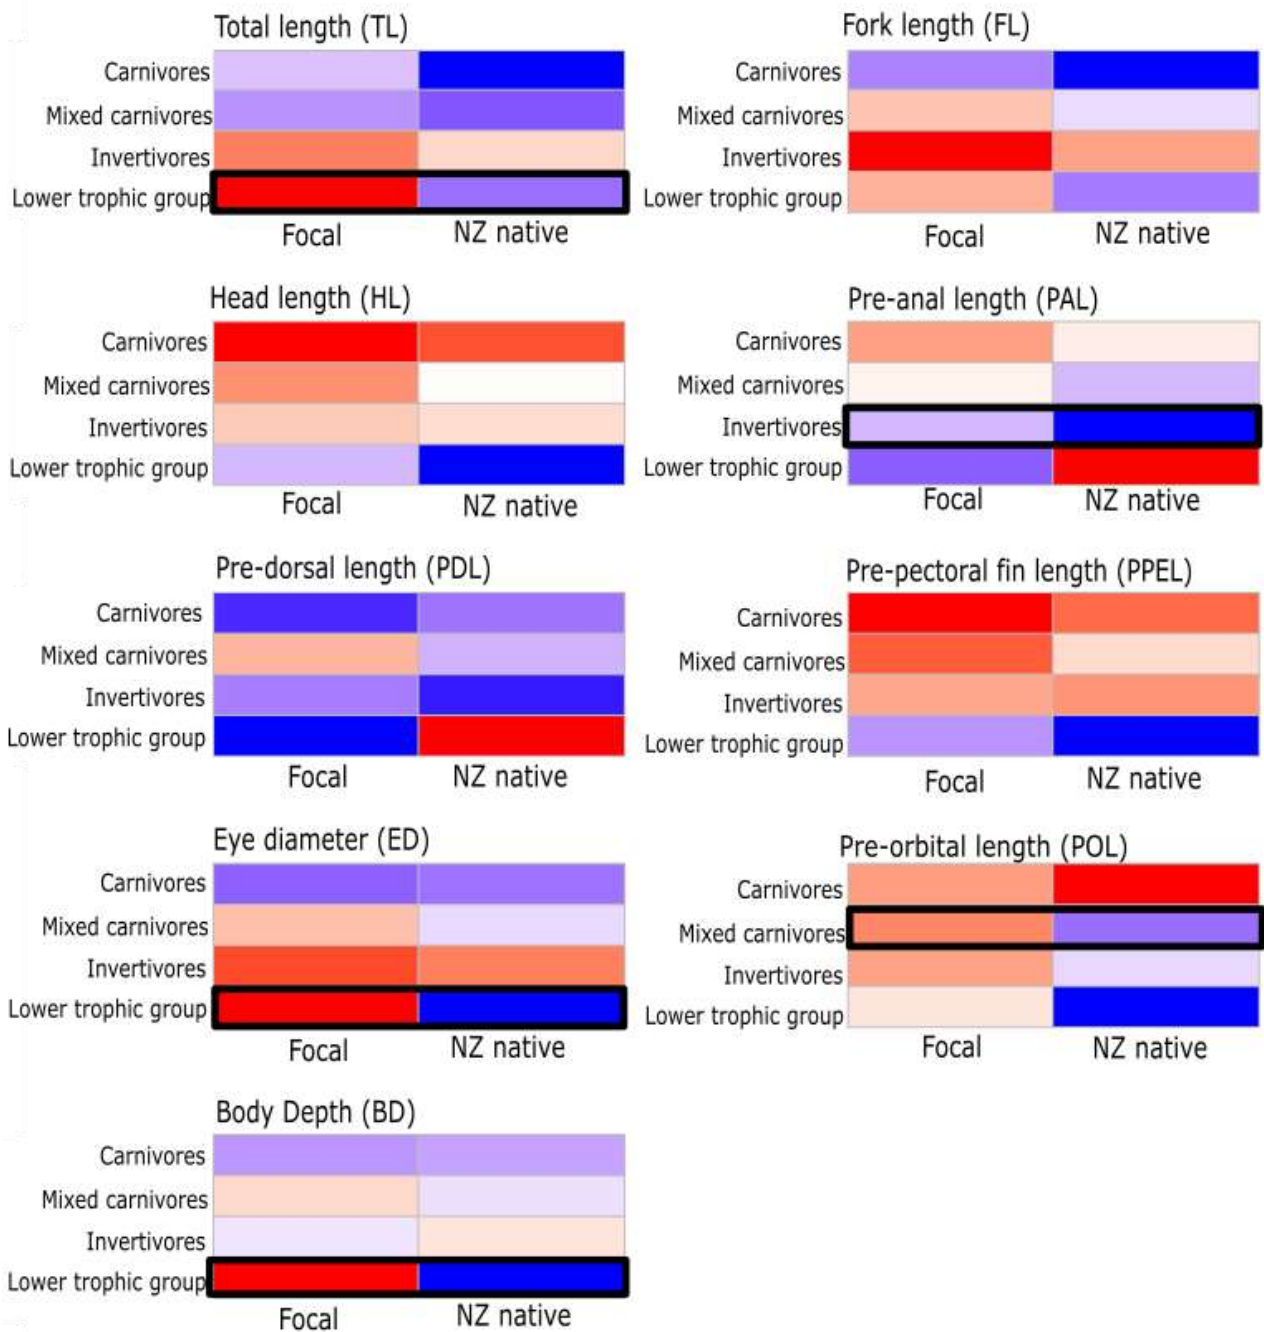 Total length (TL)
Carnivores
Mixed carnivores
Invertivores
Lower trophic group
Focal NZ native
Fork length (FL)
Carnivores
Mixed carnivores
Invertivores
Lower trophic group
Focal NZ native
Head length (HL)
Carnivores
Mixed carnivores
Invertivores
Lower trophic group
Focal NZ native
Pre-anal length (PAL)
Carnivores
Mixed carnivores
Invertivores
Lower trophic group
Focal NZ native
Pre-dorsal length (PDL)
Carnivores
Mixed carnivores
Invertivores
Lower trophic group
Focal NZ native
Pre-pectoral fin length (PPEL)
Carnivores
Mixed carnivores
Invertivores
Lower trophic group
Focal NZ native
Eye diameter (ED)
Carnivores
Mixed carnivores
Invertivores
Lower trophic group
Focal NZ native
Pre-orbital length (POL)
Carnivores
Mixed carnivores
Invertivores
Lower trophic group
Focal NZ native
Body Depth (BD)
Carnivores
Mixed carnivores
Invertivores
Lower trophic group
Focal NZ native